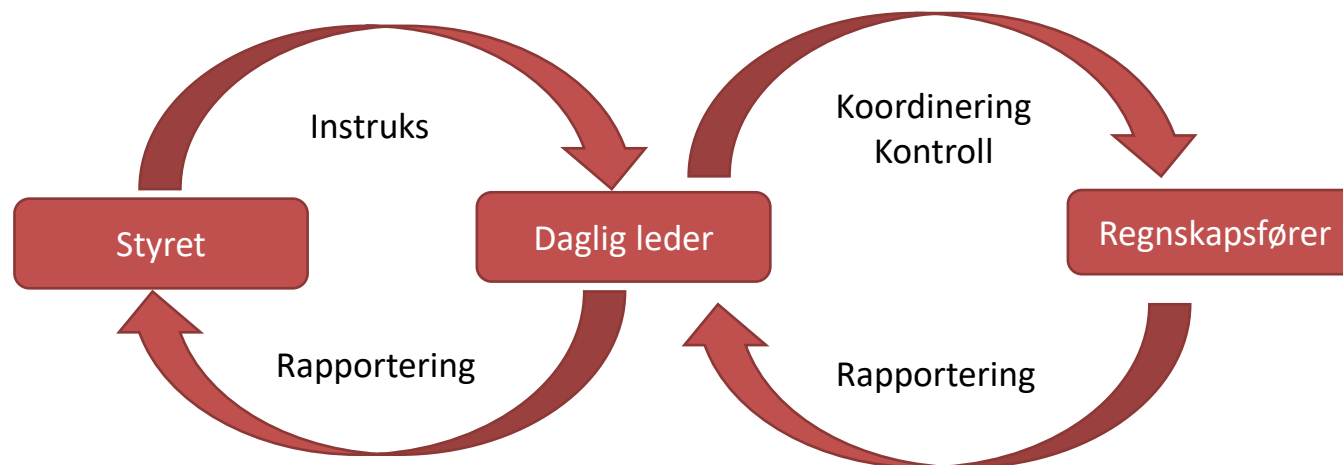 Instruks
Koordinering
Kontroll
Styret
Daglig leder
Regnskapsfører
Rapportering
Rapportering